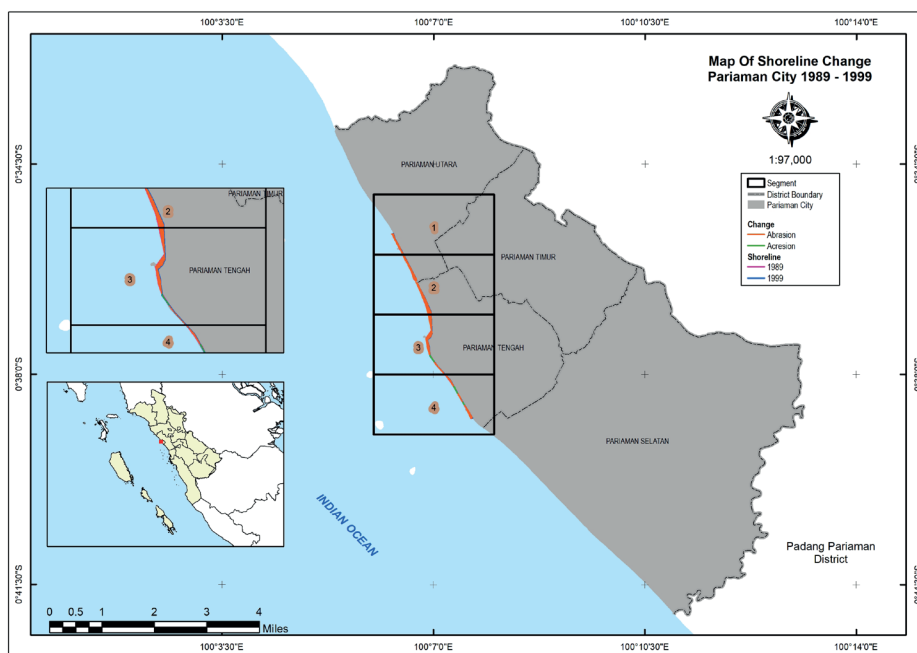 100°3'30"E 100°7'0"E 100°10'30"E 100°14'0"E
Map Of Shoreline Change
Pariaman City 1989 - 1999
1:97,000
Segment
District Boundary
Pariaman City
Change
Abrasion
Acresion
Shoreline
1989
1999
0°34'30"S
0°38'0"S
0°41'30"S
PARIAMAN UTARA
1
PARIAMAN TIMUR
2
PARIAMAN TENGAH
3
4
PARIAMAN SELATAN
PARIAMAN TIMUR
2
PARIAMAN TENGAH
3
4
INDIAN OCEAN
Padang Pariaman
District
0 0.5 1 2 3 4
Miles
100°3'30"E 100°7'0"E 100°10'30"E 100°14'0"E